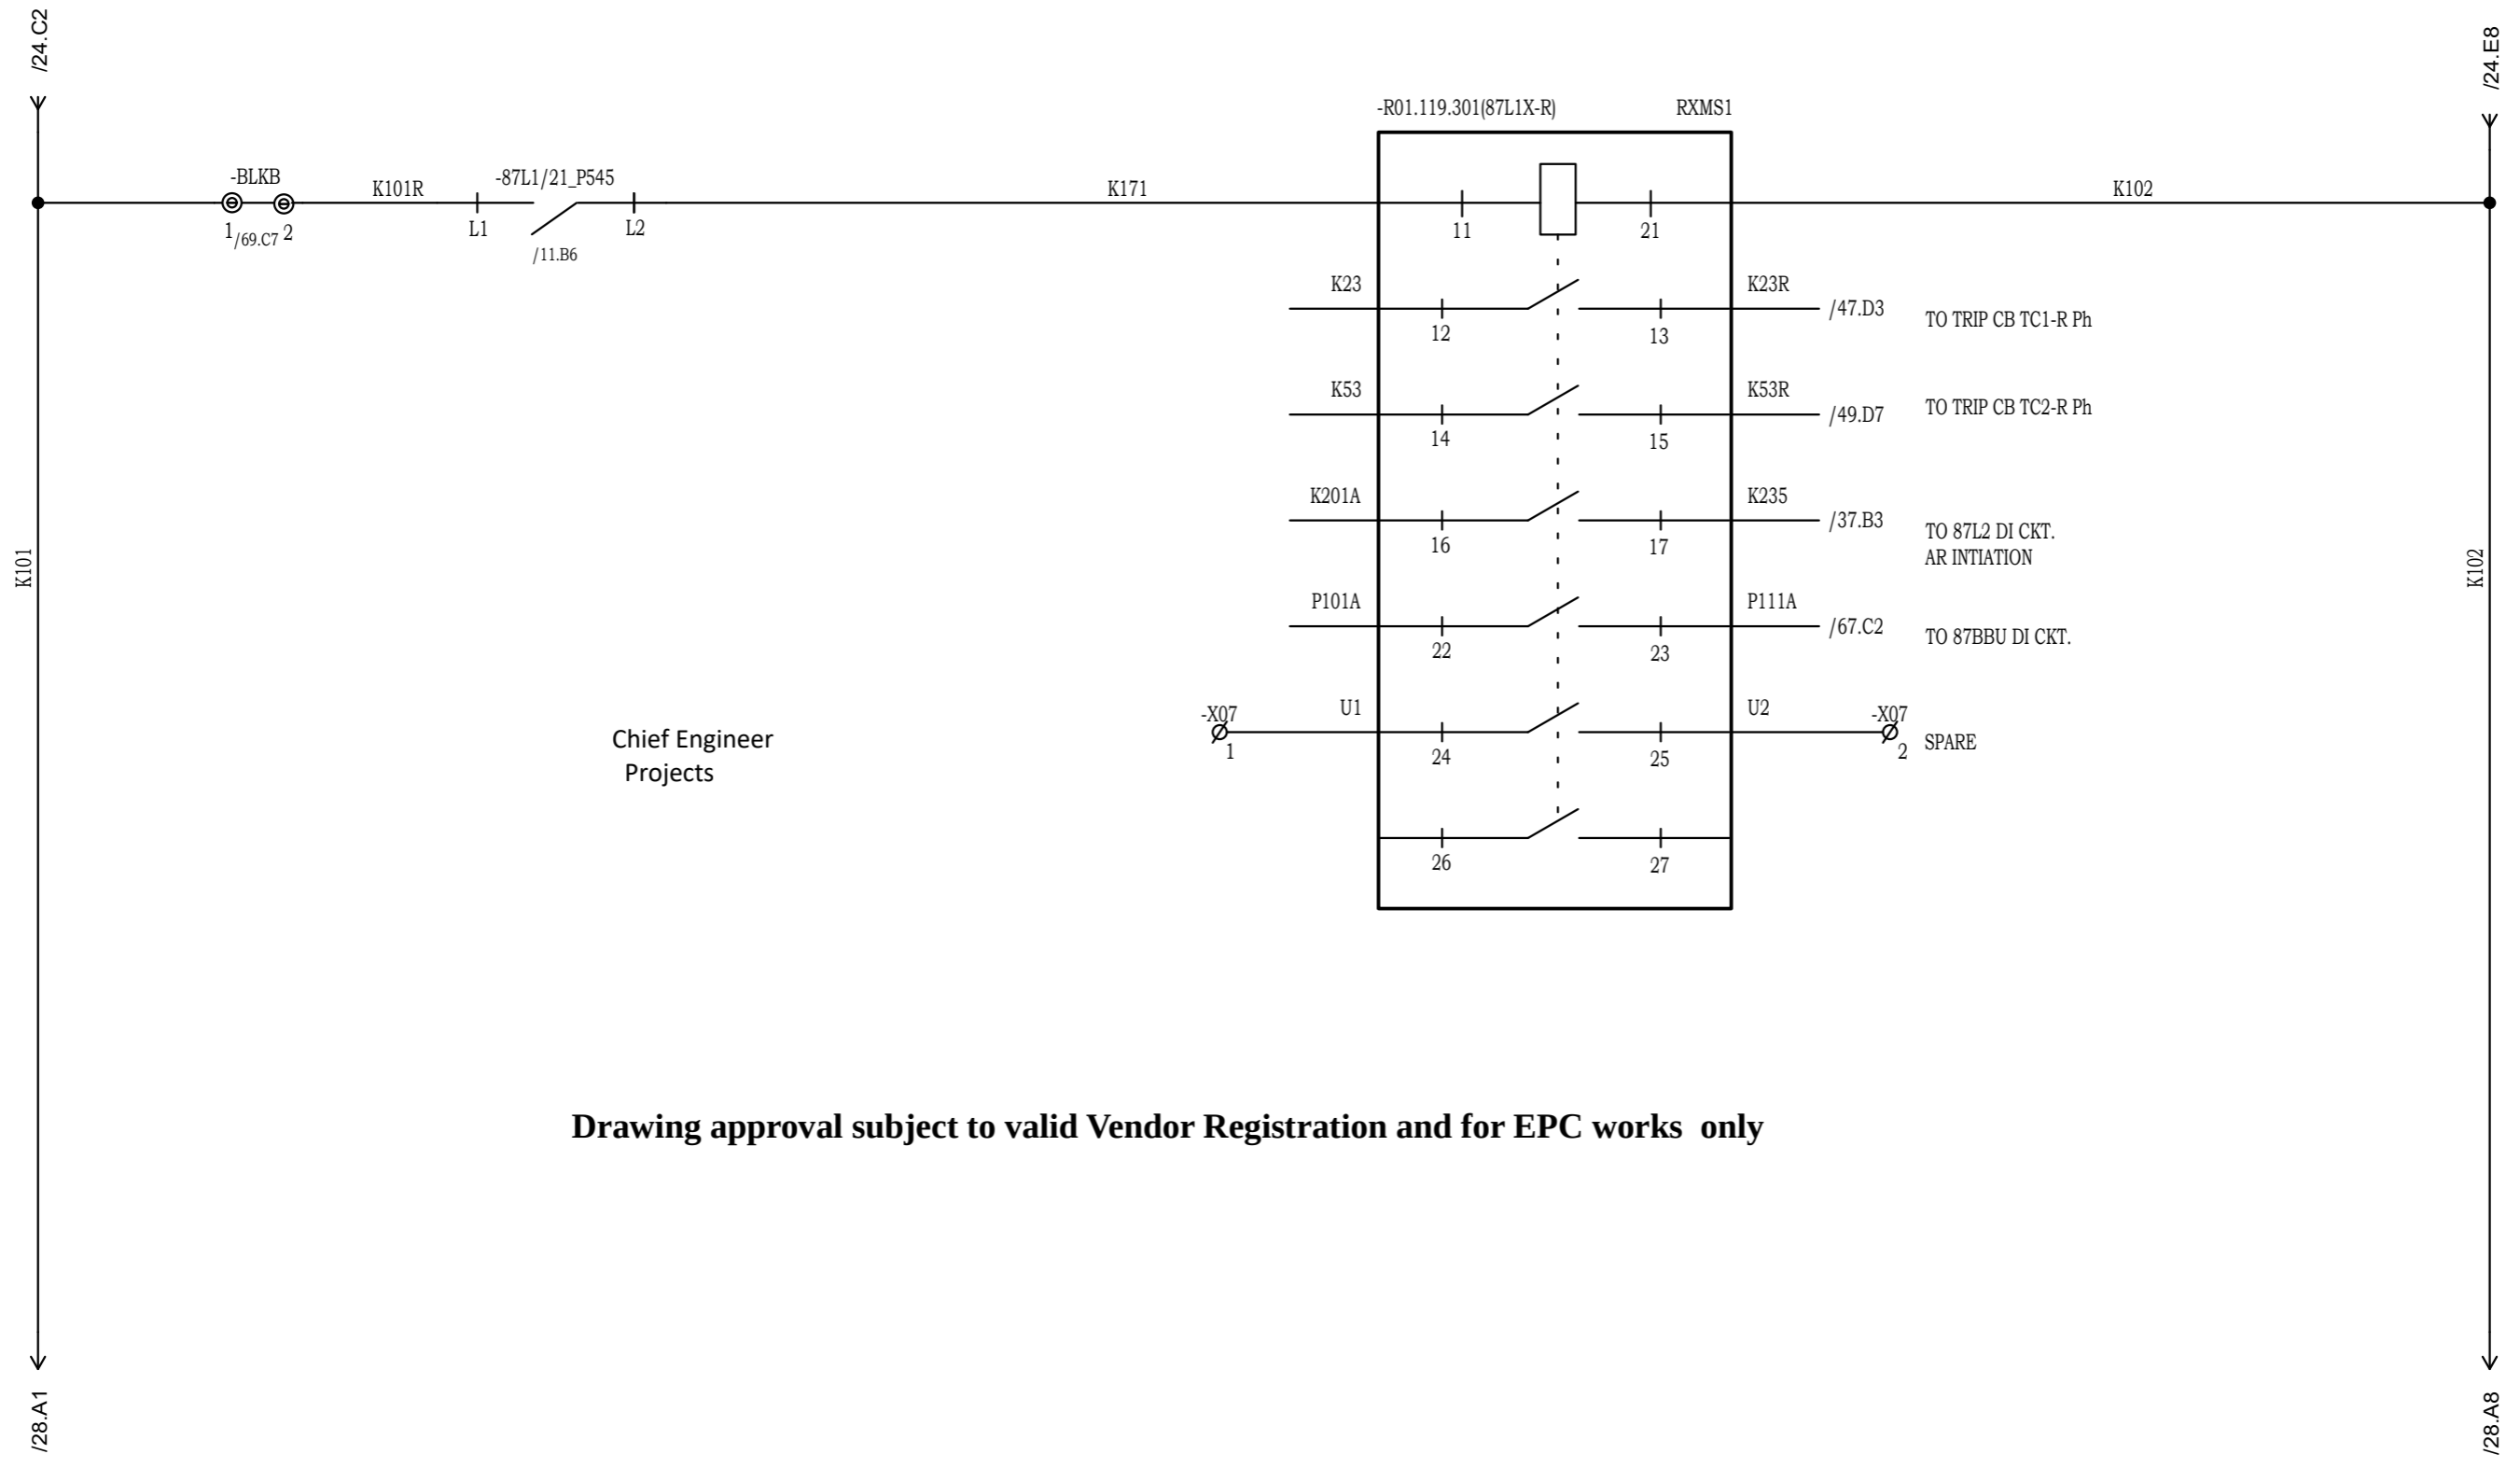 /24.C2
/24.E8
-R01.119.301(87L1X-R) RXMS1
-BLKB
K101R
-87L1/21_P545
K171
K102
1 /69.C7 2
L1
L2
/11.B6
11
21
K23
K23R
/47.D3
TO TRIP CB TC1-R Ph
12
13
K53
K53R
/49.D7
TO TRIP CB TC2-R Ph
14
15
K201A
K235
/37.B3
TO 87L2 DI CKT.
AR INTIATION
16
17
K101
K102
P101A
P111A
/67.C2
TO 87BBU DI CKT.
22
23
-X07
U1
U2
-X07
1
2
SPARE
24
25
Chief Engineer
Projects
26
27
Drawing approval subject to valid Vendor Registration and for EPC works  only
/28.A1
/28.A8